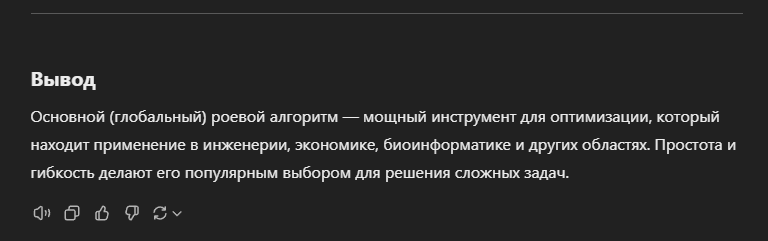 Вывод
Основной (глобальный) роевой алгоритм — мощный инструмент для оптимизации, который
находит применение в инженерии, экономике, биоинформатике и других областях. Простота и
гибкость делают его популярным выбором для решения сложных задач.